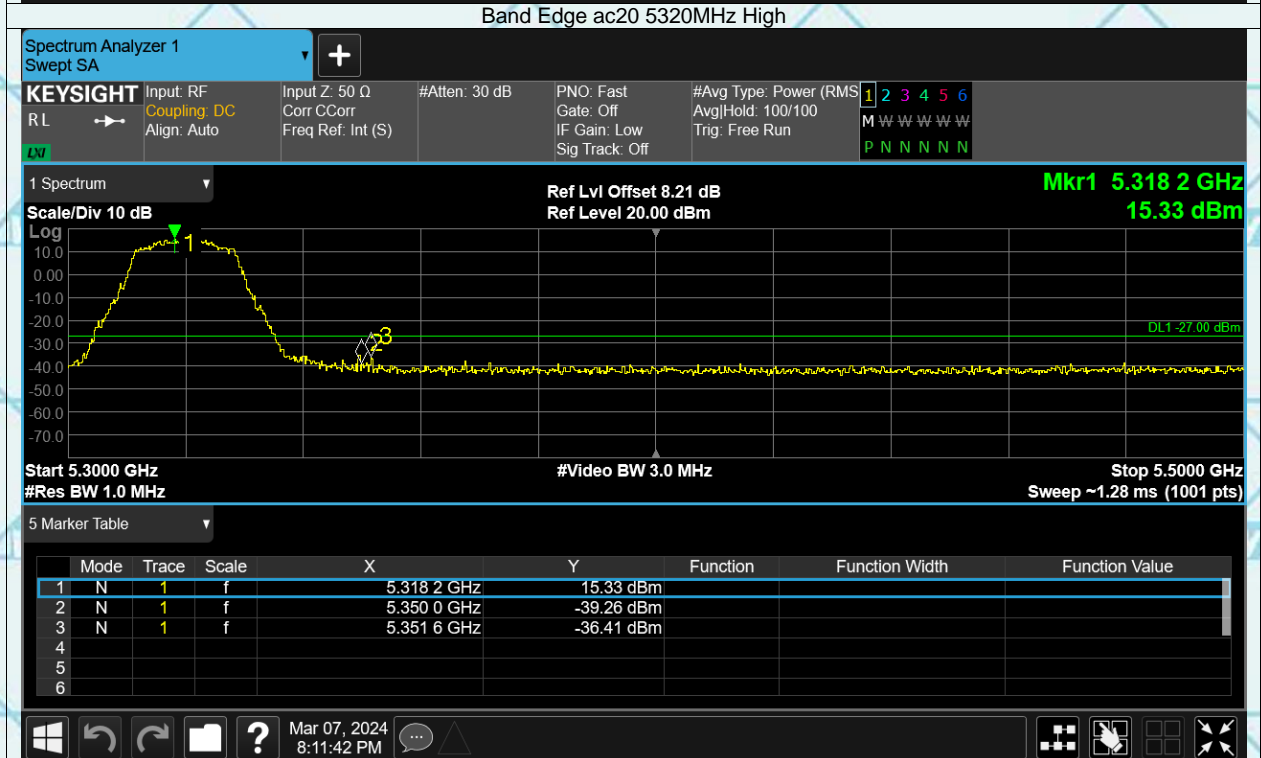 Band Edge ac20 5320MHz High
Spectrum Analyzer 1
Swept SA
KEYSIGHT
R L
LXI
Input: RF
Coupling: DC
Align: Auto
Input Z: 50 Ω
Corr CCorr
Freq Ref: Int (S)
#Atten: 30 dB
PNO: Fast
Gate: Off
IF Gain: Low
Sig Track: Off
#Avg Type: Power (RMS
Avg|Hold: 100/100
Trig: Free Run
1 2 3 4 5 6
M W W W W W
P N N N N N
1 Spectrum
Scale/Div 10 dB
Ref Lvl Offset 8.21 dB
Ref Level 20.00 dBm
Mkr1 5.318 2 GHz
15.33 dBm
Log
10.0
0.00
-10.0
-20.0
-30.0
-40.0
-50.0
-60.0
-70.0
1
2
3
DL1 -27.00 dBm
Start 5.3000 GHz
#Res BW 1.0 MHz
#Video BW 3.0 MHz
Stop 5.5000 GHz
Sweep ~1.28 ms (1001 pts)
5 Marker Table
Mode Trace Scale X Y Function Function Width Function Value
1 N 1 f 5.318 2 GHz 15.33 dBm
2 N 1 f 5.350 0 GHz -39.26 dBm
3 N 1 f 5.351 6 GHz -36.41 dBm
4
5
6
?
Mar 07, 2024
8:11:42 PM